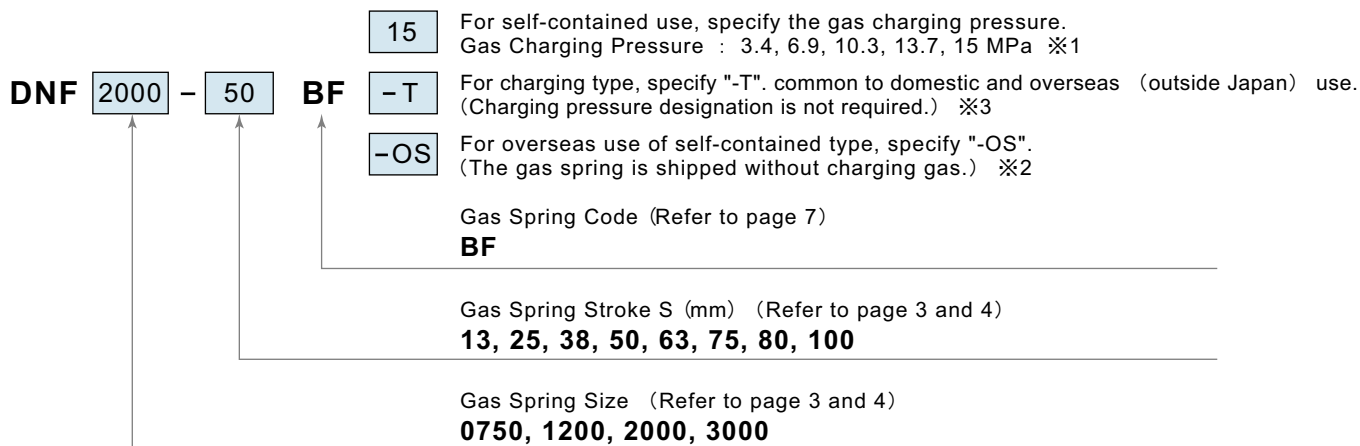 15
For self-contained use, specify the gas charging pressure.
Gas Charging Pressure : 3.4, 6.9, 10.3, 13.7, 15 MPa ※1
DNF 2000 – 50 BF –T
For charging type, specify "-T". common to domestic and overseas （outside Japan） use.
（Charging pressure designation is not required.） ※3
–OS
For overseas use of self-contained type, specify "-OS".
（The gas spring is shipped without charging gas.） ※2
Gas Spring Code （Refer to page 7）
BF
Gas Spring Stroke S （mm） （Refer to page 3 and 4）
13, 25, 38, 50, 63, 75, 80, 100
Gas Spring Size （Refer to page 3 and 4）
0750, 1200, 2000, 3000